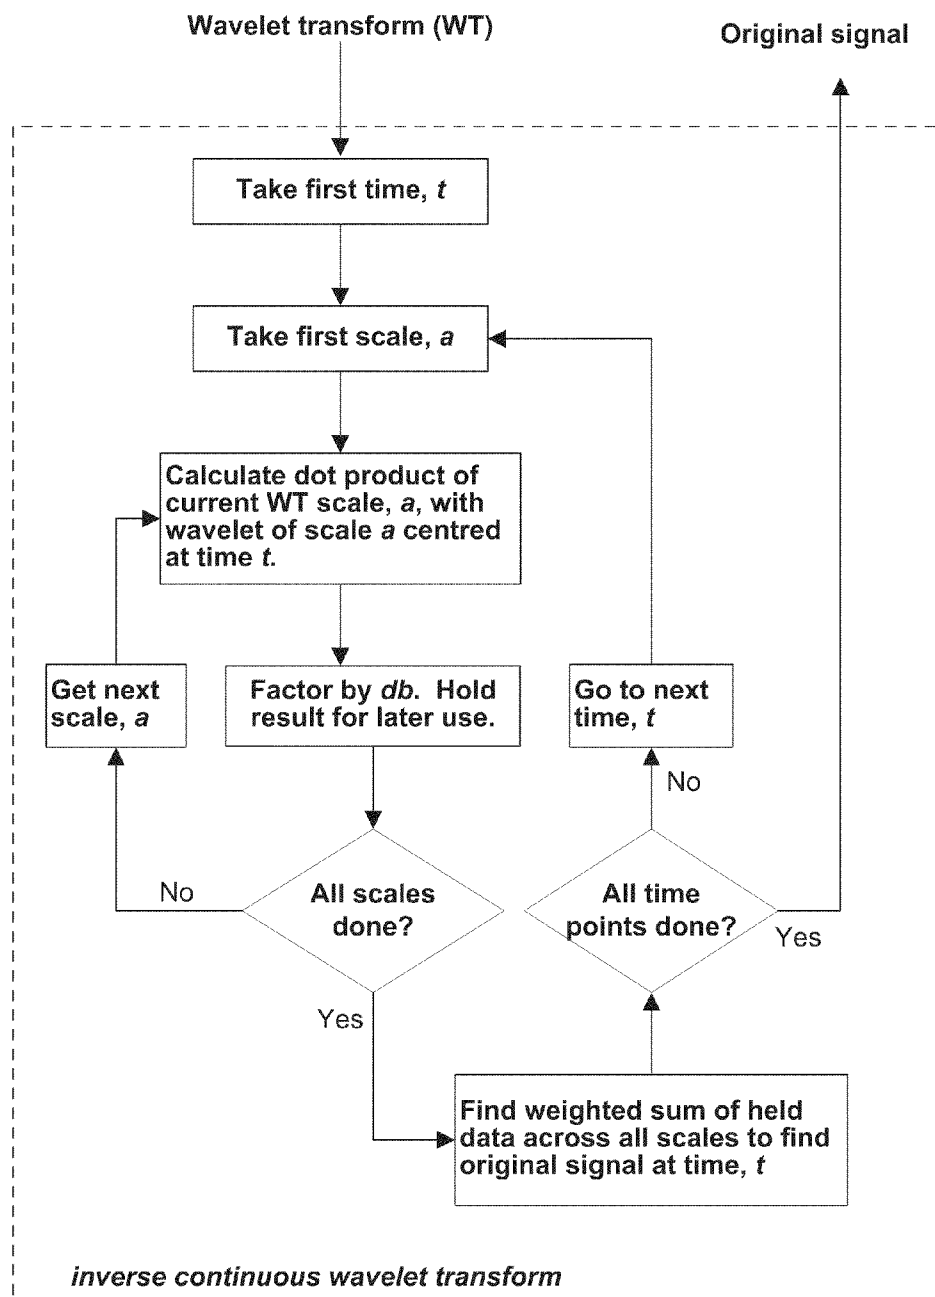 Wavelet transform (WT)
Original signal
Take first time, t
Take first scale, a
Calculate dot product of
current WT scale, a, with
wavelet of scale a centred
at time t.
Get next
scale, a
Factor by db. Hold
result for later use.
Go to next
time, t
No
No
All scales
done?
All time
points done?
Yes
Yes
Find weighted sum of held
data across all scales to find
original signal at time, t
inverse continuous wavelet transform